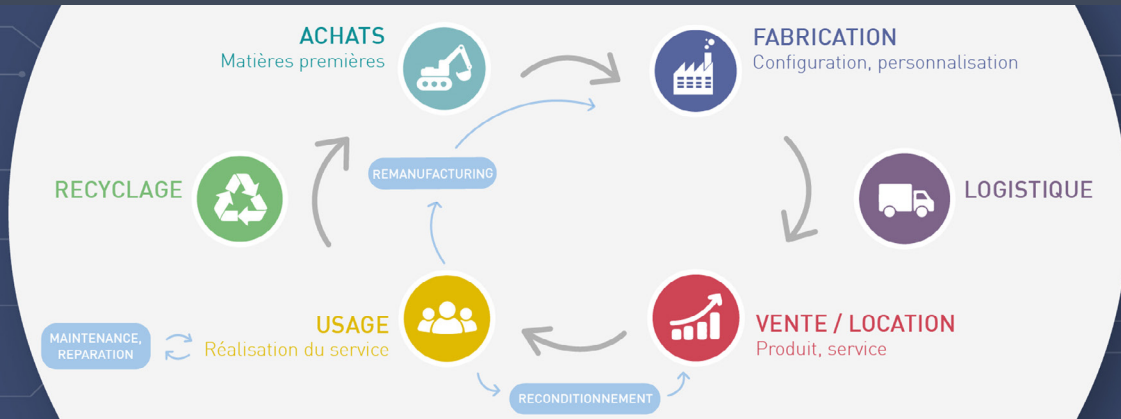 ACHATS
Matières premières
FABRICATION
Configuration, personnalisation
REMANUFACTURING
RECYCLAGE
LOGISTIQUE
USAGE
Réalisation du service
MAINTENANCE,
REPARATION
VENTE / LOCATION
Produit, service
RECONDITIONNEMENT